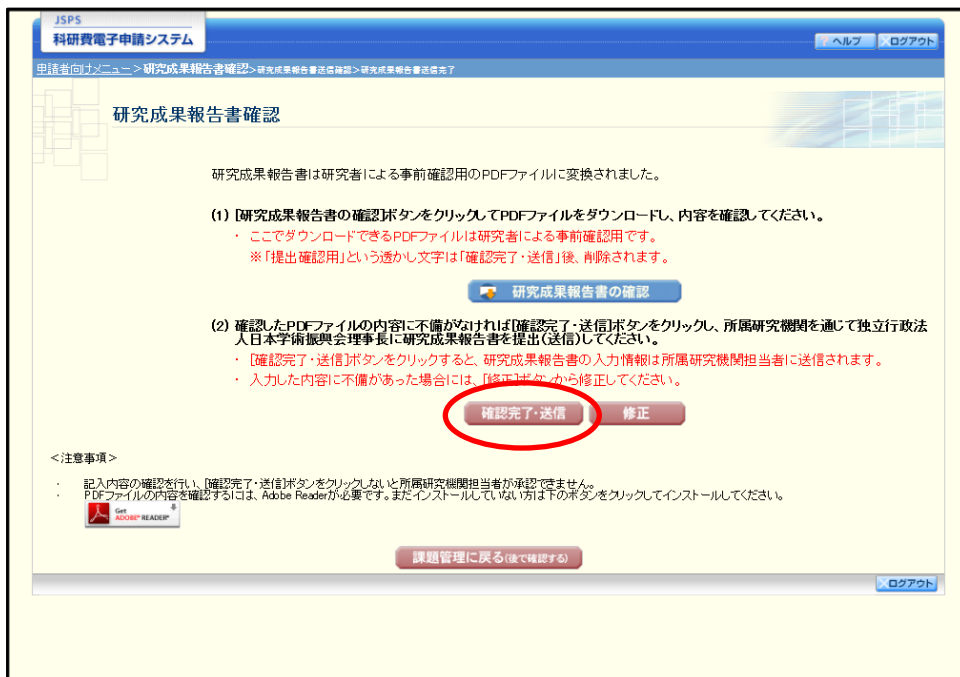 JSPS
科研費電子申請システム
? ヘルプ
×ログアウト
申請者向けメニュー>研究成果報告書確認>研究成果報告書送信確認>研究成果報告書送信完了
研究成果報告書確認
研究成果報告書は研究者による事前確認用のPDFファイルに変換されました。
(1) [研究成果報告書の確認]ボタンをクリックしてPDFファイルをダウンロードし、内容を確認してください。
・ ここでダウンロードできるPDFファイルは研究者による事前確認用です。
※「提出確認用」という透かし文字は「確認完了・送信」後、削除されます。
研究成果報告書の確認
(2) 確認したPDFファイルの内容に不備がなければ[確認完了・送信]ボタンをクリックし、所属研究機関を通じて独立行政法
人日本学術振興会理事長に研究成果報告書を提出(送信)してください。
・ [確認完了・送信]ボタンをクリックすると、研究成果報告書の入力情報は所属研究機関担当者に送信されます。
・ 入力した内容に不備があった場合には、[修正]ボタンから修正してください。
確認完了・送信
修正
<注意事項>
・ 記入内容の確認を行い、[確認完了・送信]ボタンをクリックしないと所属研究機関担当者が承認できません。
・ PDFファイルの内容を確認するには、Adobe Readerが必要です。まだインストールしていない方は下のボタンをクリックしてインストールしてください。
Get
ADOBE® READER®
課題管理に戻る(後で確認する)
×ログアウト